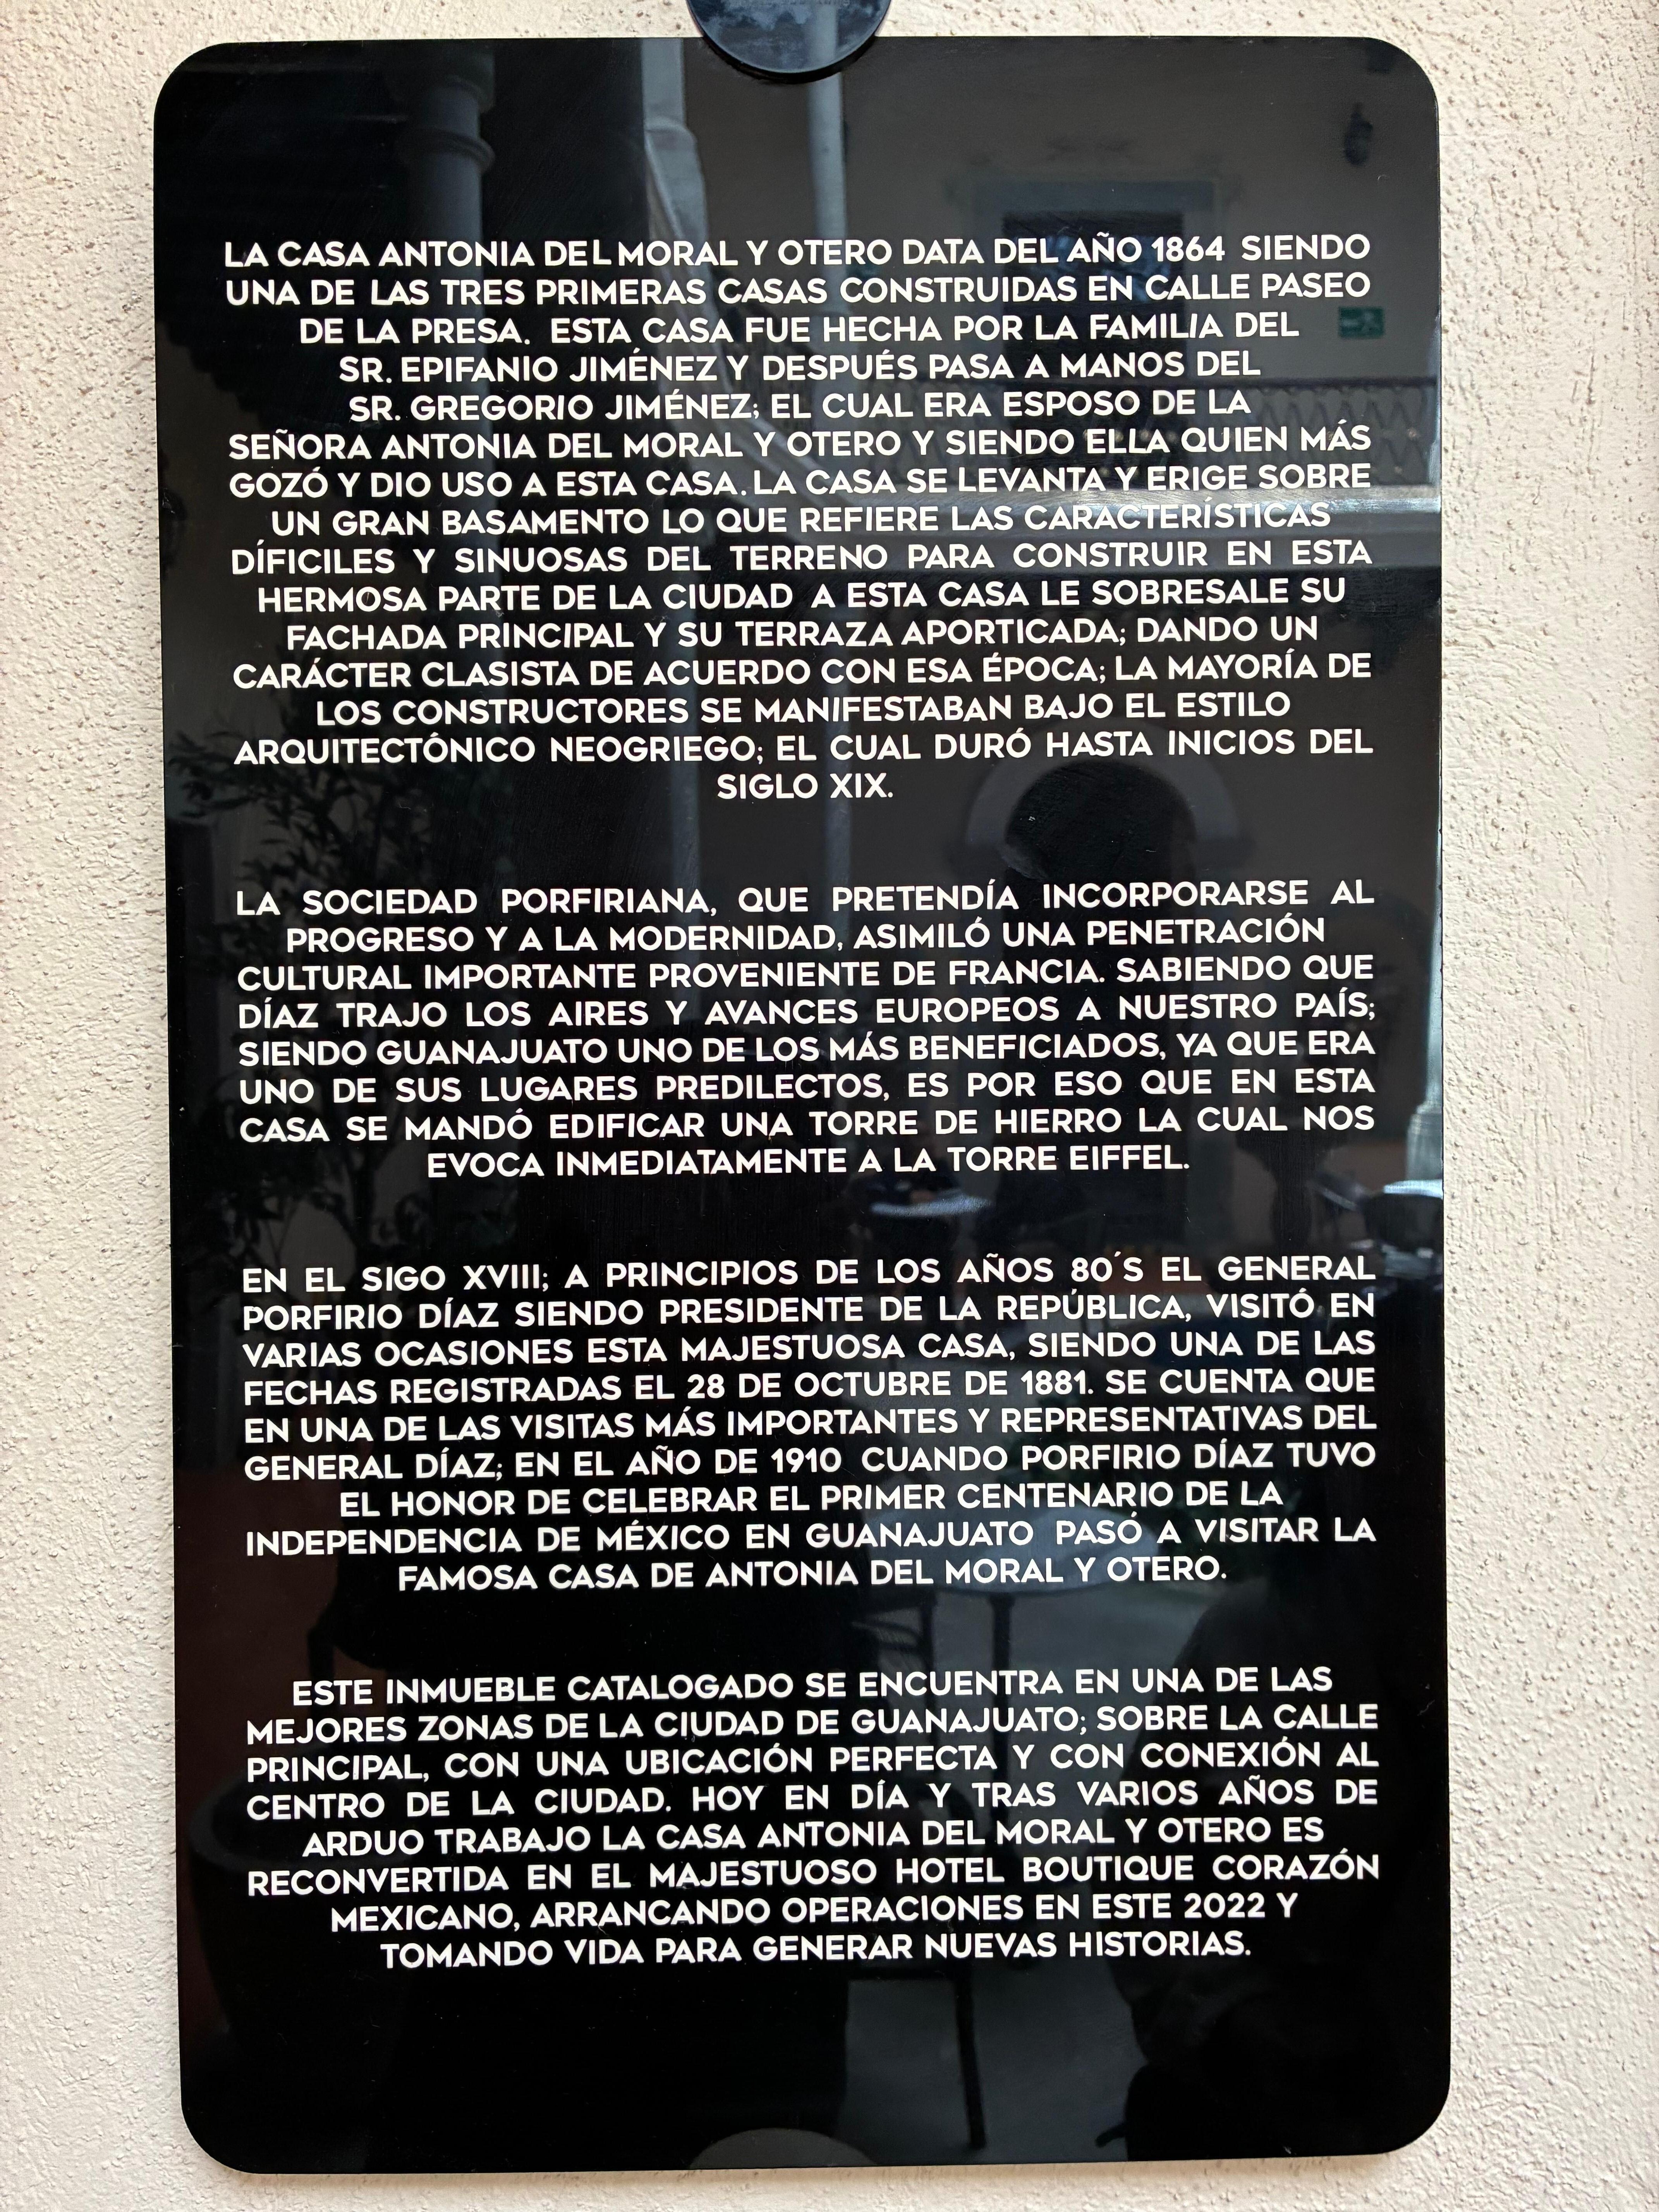 LA CASA ANTONIA DEL MORAL Y OTERO DATA DEL AÑO 1864 SIENDO
UNA DE LAS TRES PRIMERAS CASAS CONSTRUIDAS EN CALLE PASEO
DE LA PRESA. ESTA CASA FUE HECHA POR LA FAMILIA DEL
SR. EPIFANIO JIMÉNEZ Y DESPUÉS PASA A MANOS DEL
SR. GREGORIO JIMÉNEZ; EL CUAL ERA ESPOSO DE LA
SEÑORA ANTONIA DEL MORAL Y OTERO Y SIENDO ELLA QUIEN MÁS
GOZÓ Y DIO USO A ESTA CASA. LA CASA SE LEVANTA Y ERIGE SOBRE
UN GRAN BASAMENTO LO QUE REFIERE LAS CARACTERÍSTICAS
DÍFICILES Y SINUOSAS DEL TERRENO PARA CONSTRUIR EN ESTA
HERMOSA PARTE DE LA CIUDAD A ESTA CASA LE SOBRESALE SU
FACHADA PRINCIPAL Y SU TERRAZA APORTICADA; DANDO UN
CARÁCTER CLASISTA DE ACUERDO CON ESA ÉPOCA; LA MAYORÍA DE
LOS CONSTRUCTORES SE MANIFESTABAN BAJO EL ESTILO
ARQUITECTÓNICO NEOGRIEGO; EL CUAL DURÓ HASTA INICIOS DEL
SIGLO XIX.
LA SOCIEDAD PORFIRIANA, QUE PRETENDÍA INCORPORARSE AL
PROGRESO Y A LA MODERNIDAD, ASIMILÓ UNA PENETRACIÓN
CULTURAL IMPORTANTE PROVENIENTE DE FRANCIA. SABIENDO QUE
DÍAZ TRAJO LOS AIRES Y AVANCES EUROPEOS A NUESTRO PAÍS;
SIENDO GUANAJUATO UNO DE LOS MÁS BENEFICIADOS, YA QUE ERA
UNO DE SUS LUGARES PREDILECTOS, ES POR ESO QUE EN ESTA
CASA SE MANDÓ EDIFICAR UNA TORRE DE HIERRO LA CUAL NOS
EVOCA INMEDIATAMENTE A LA TORRE EIFFEL.
EN EL SIGO XVIII; A PRINCIPIOS DE LOS AÑOS 80´S EL GENERAL
PORFIRIO DÍAZ SIENDO PRESIDENTE DE LA REPÚBLICA, VISITÓ EN
VARIAS OCASIONES ESTA MAJESTUOSA CASA, SIENDO UNA DE LAS
FECHAS REGISTRADAS EL 28 DE OCTUBRE DE 1881. SE CUENTA QUE
EN UNA DE LAS VISITAS MÁS IMPORTANTES Y REPRESENTATIVAS DEL
GENERAL DÍAZ; EN EL AÑO DE 1910 CUANDO PORFIRIO DÍAZ TUVO
EL HONOR DE CELEBRAR EL PRIMER CENTENARIO DE LA
INDEPENDENCIA DE MÉXICO EN GUANAJUATO PASÓ A VISITAR LA
FAMOSA CASA DE ANTONIA DEL MORAL Y OTERO.
ESTE INMUEBLE CATALOGADO SE ENCUENTRA EN UNA DE LAS
MEJORES ZONAS DE LA CIUDAD DE GUANAJUATO; SOBRE LA CALLE
PRINCIPAL, CON UNA UBICACIÓN PERFECTA Y CON CONEXIÓN AL
CENTRO DE LA CIUDAD. HOY EN DÍA Y TRAS VARIOS AÑOS DE
ARDUO TRABAJO LA CASA ANTONIA DEL MORAL Y OTERO ES
RECONVERTIDA EN EL MAJESTUOSO HOTEL BOUTIQUE CORAZÓN
MEXICANO, ARRANCANDO OPERACIONES EN ESTE 2022 Y
TOMANDO VIDA PARA GENERAR NUEVAS HISTORIAS.